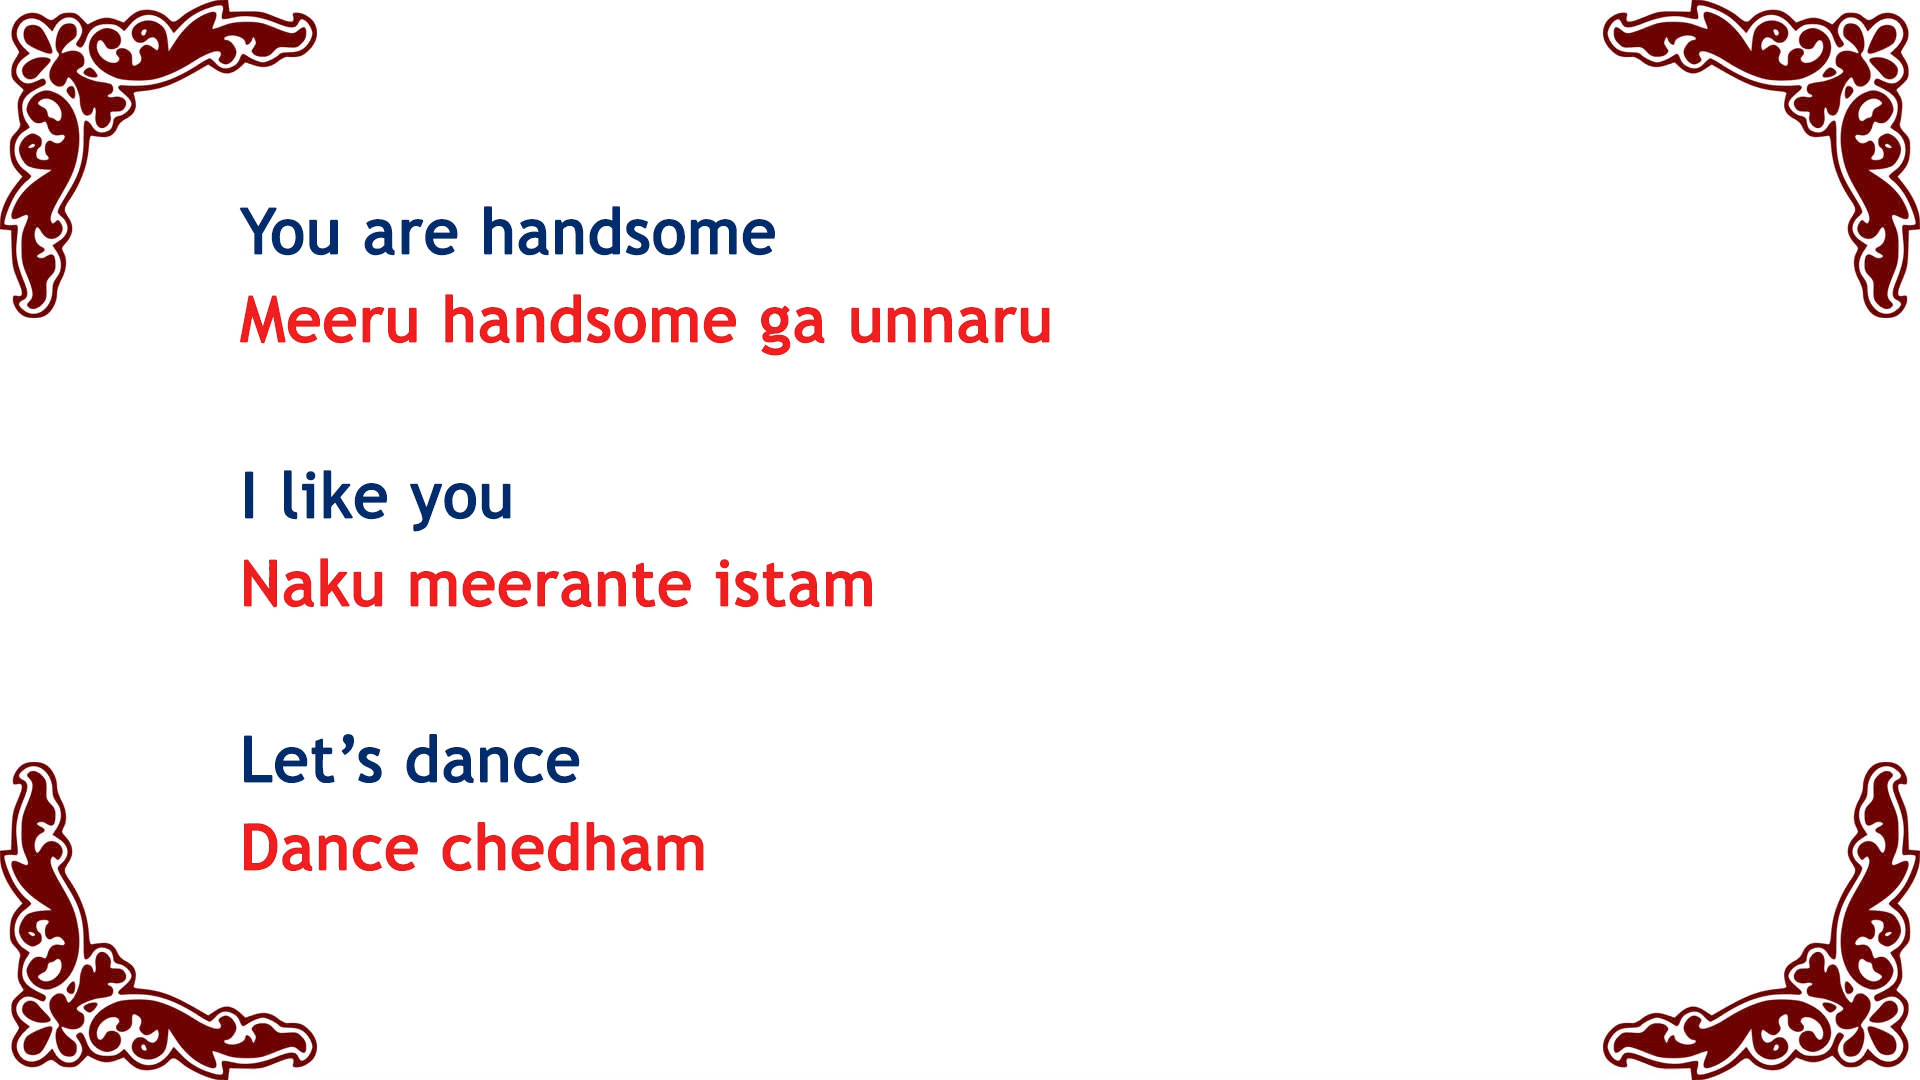 You are handsome
Meeru handsome ga unnaru
I like you
Naku meerante istam
Let’s dance
Dance chedham